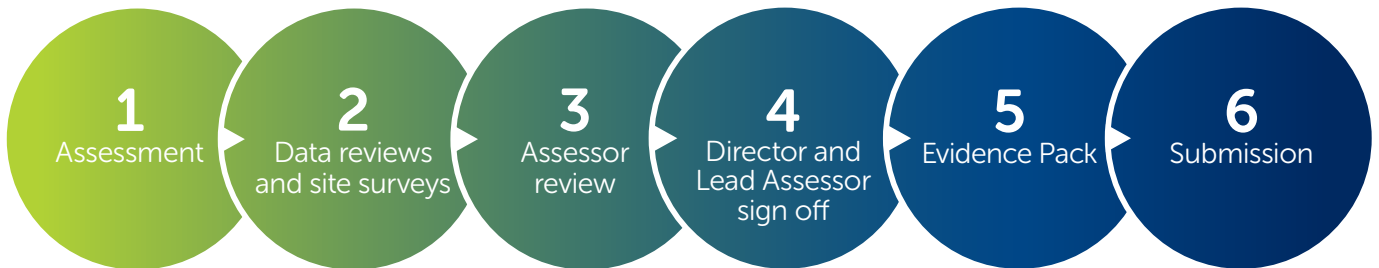 1
Assessment
2
Data reviews
and site surveys
3
Assessor
review
4
Director and
Lead Assessor
sign off
5
Evidence Pack
6
Submission